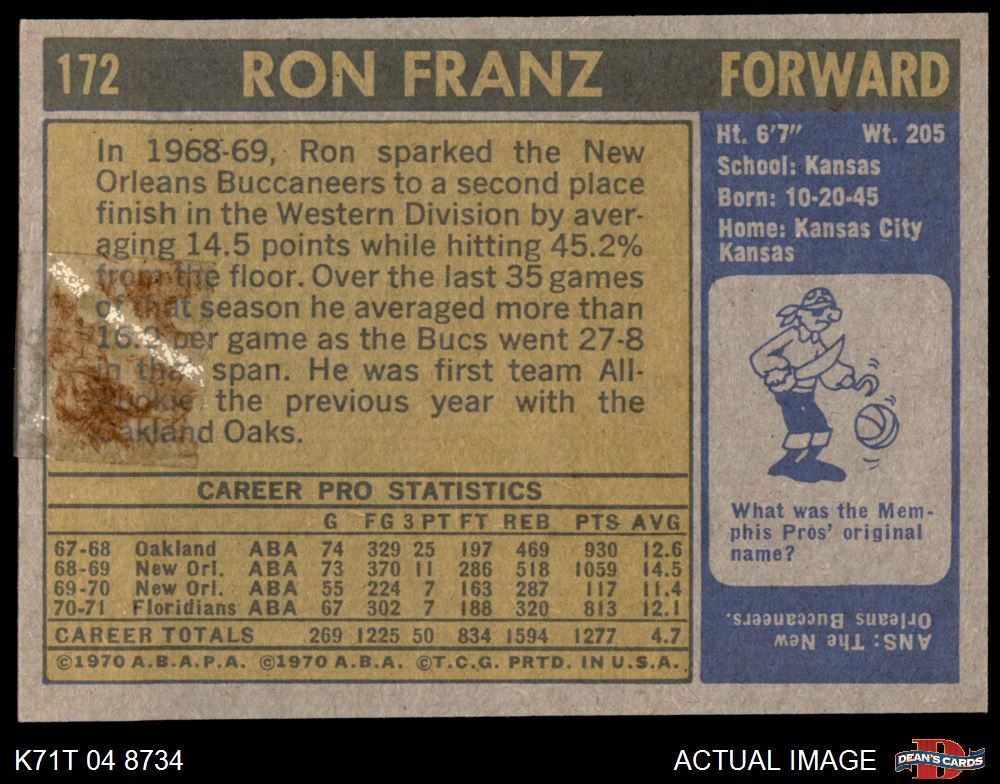 172 RON FRANZ FORWARD
In 1968-69, Ron sparked the New
Orleans Buccaneers to a second place
finish in the Western Division by aver-
aging 14.5 points while hitting 45.2%
from the floor. Over the last 35 games
of that season he averaged more than
per game as the Bucs went 27-8
in that span. He was first team All-
Rookie the previous year with the
Oakland Oaks.
CAREER PRO STATISTICS
G FG 3 PT FT REB PTS AVG
67-68 Oakland ABA 74 329 25 197 469 930 12.6
68-69 New Orl. ABA 73 370 11 286 518 1059 14.5
69-70 New Orl. ABA 55 224 7 163 287 117 11.4
70-71 Floridians ABA 67 302 7 188 320 813 12.1
CAREER TOTALS 269 1225 50 834 1594 1277 4.7
©1970 A.B.A.P.A. ©1970 A.B.A. ©T.C.G. PRTD. IN U.S.A.
Ht. 6'7" Wt. 205
School: Kansas
Born: 10-20-45
Home: Kansas City
Kansas
What was the Mem-
phis Pros' original
name?
ANS: The New
Orleans Buccaneers.
K71T 04 8734
ACTUAL IMAGE
D
DEAN'S CARDS